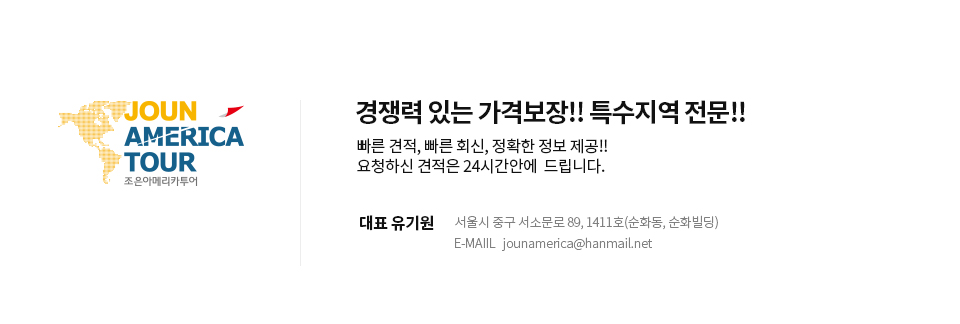 JOUN
AMERICA
TOUR
조은아메리카투어
경쟁력 있는 가격보장!! 특수지역 전문!!
빠른 견적, 빠른 회신, 정확한 정보 제공!!
요청하신 견적은 24시간안에 드립니다.
대표 유기원 서울시 중구 서소문로 89, 1411호(순화동, 순화빌딩)
E-MAIIL jounamerica@hanmail.net